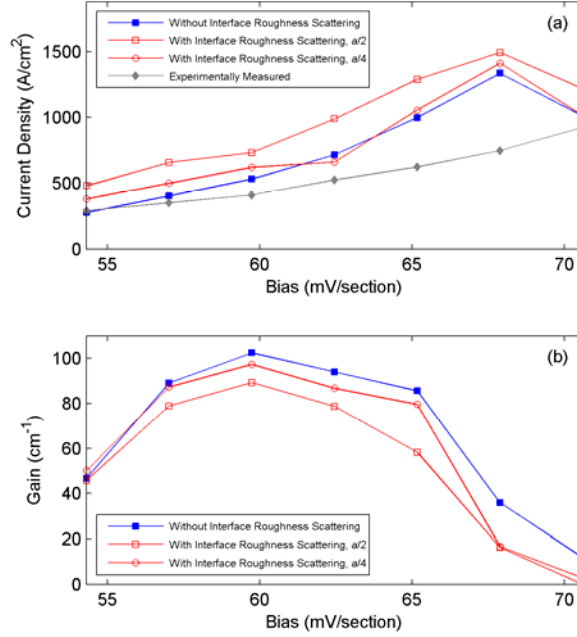 (a)
Without Interface Roughness Scattering
With Interface Roughness Scattering, a/2
With Interface Roughness Scattering, a/4
Experimentally Measured
Current Density (A/cm²)
1500
1000
500
0
55 60 65 70
Bias (mV/section)
(b)
Gain (cm⁻¹)
100
80
60
40
20
0
Without Interface Roughness Scattering
With Interface Roughness Scattering, a/2
With Interface Roughness Scattering, a/4
55 60 65 70
Bias (mV/section)